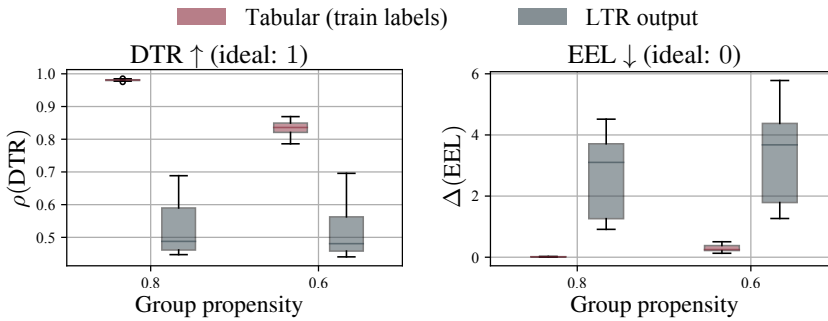 Tabular (train labels) LTR output
DTR ↑ (ideal: 1)
ρ(DTR)
1.0
0.9
0.8
0.7
0.6
0.5
0.8 0.6
Group propensity
EEL ↓ (ideal: 0)
Δ(EEL)
6
4
2
0
0.8 0.6
Group propensity